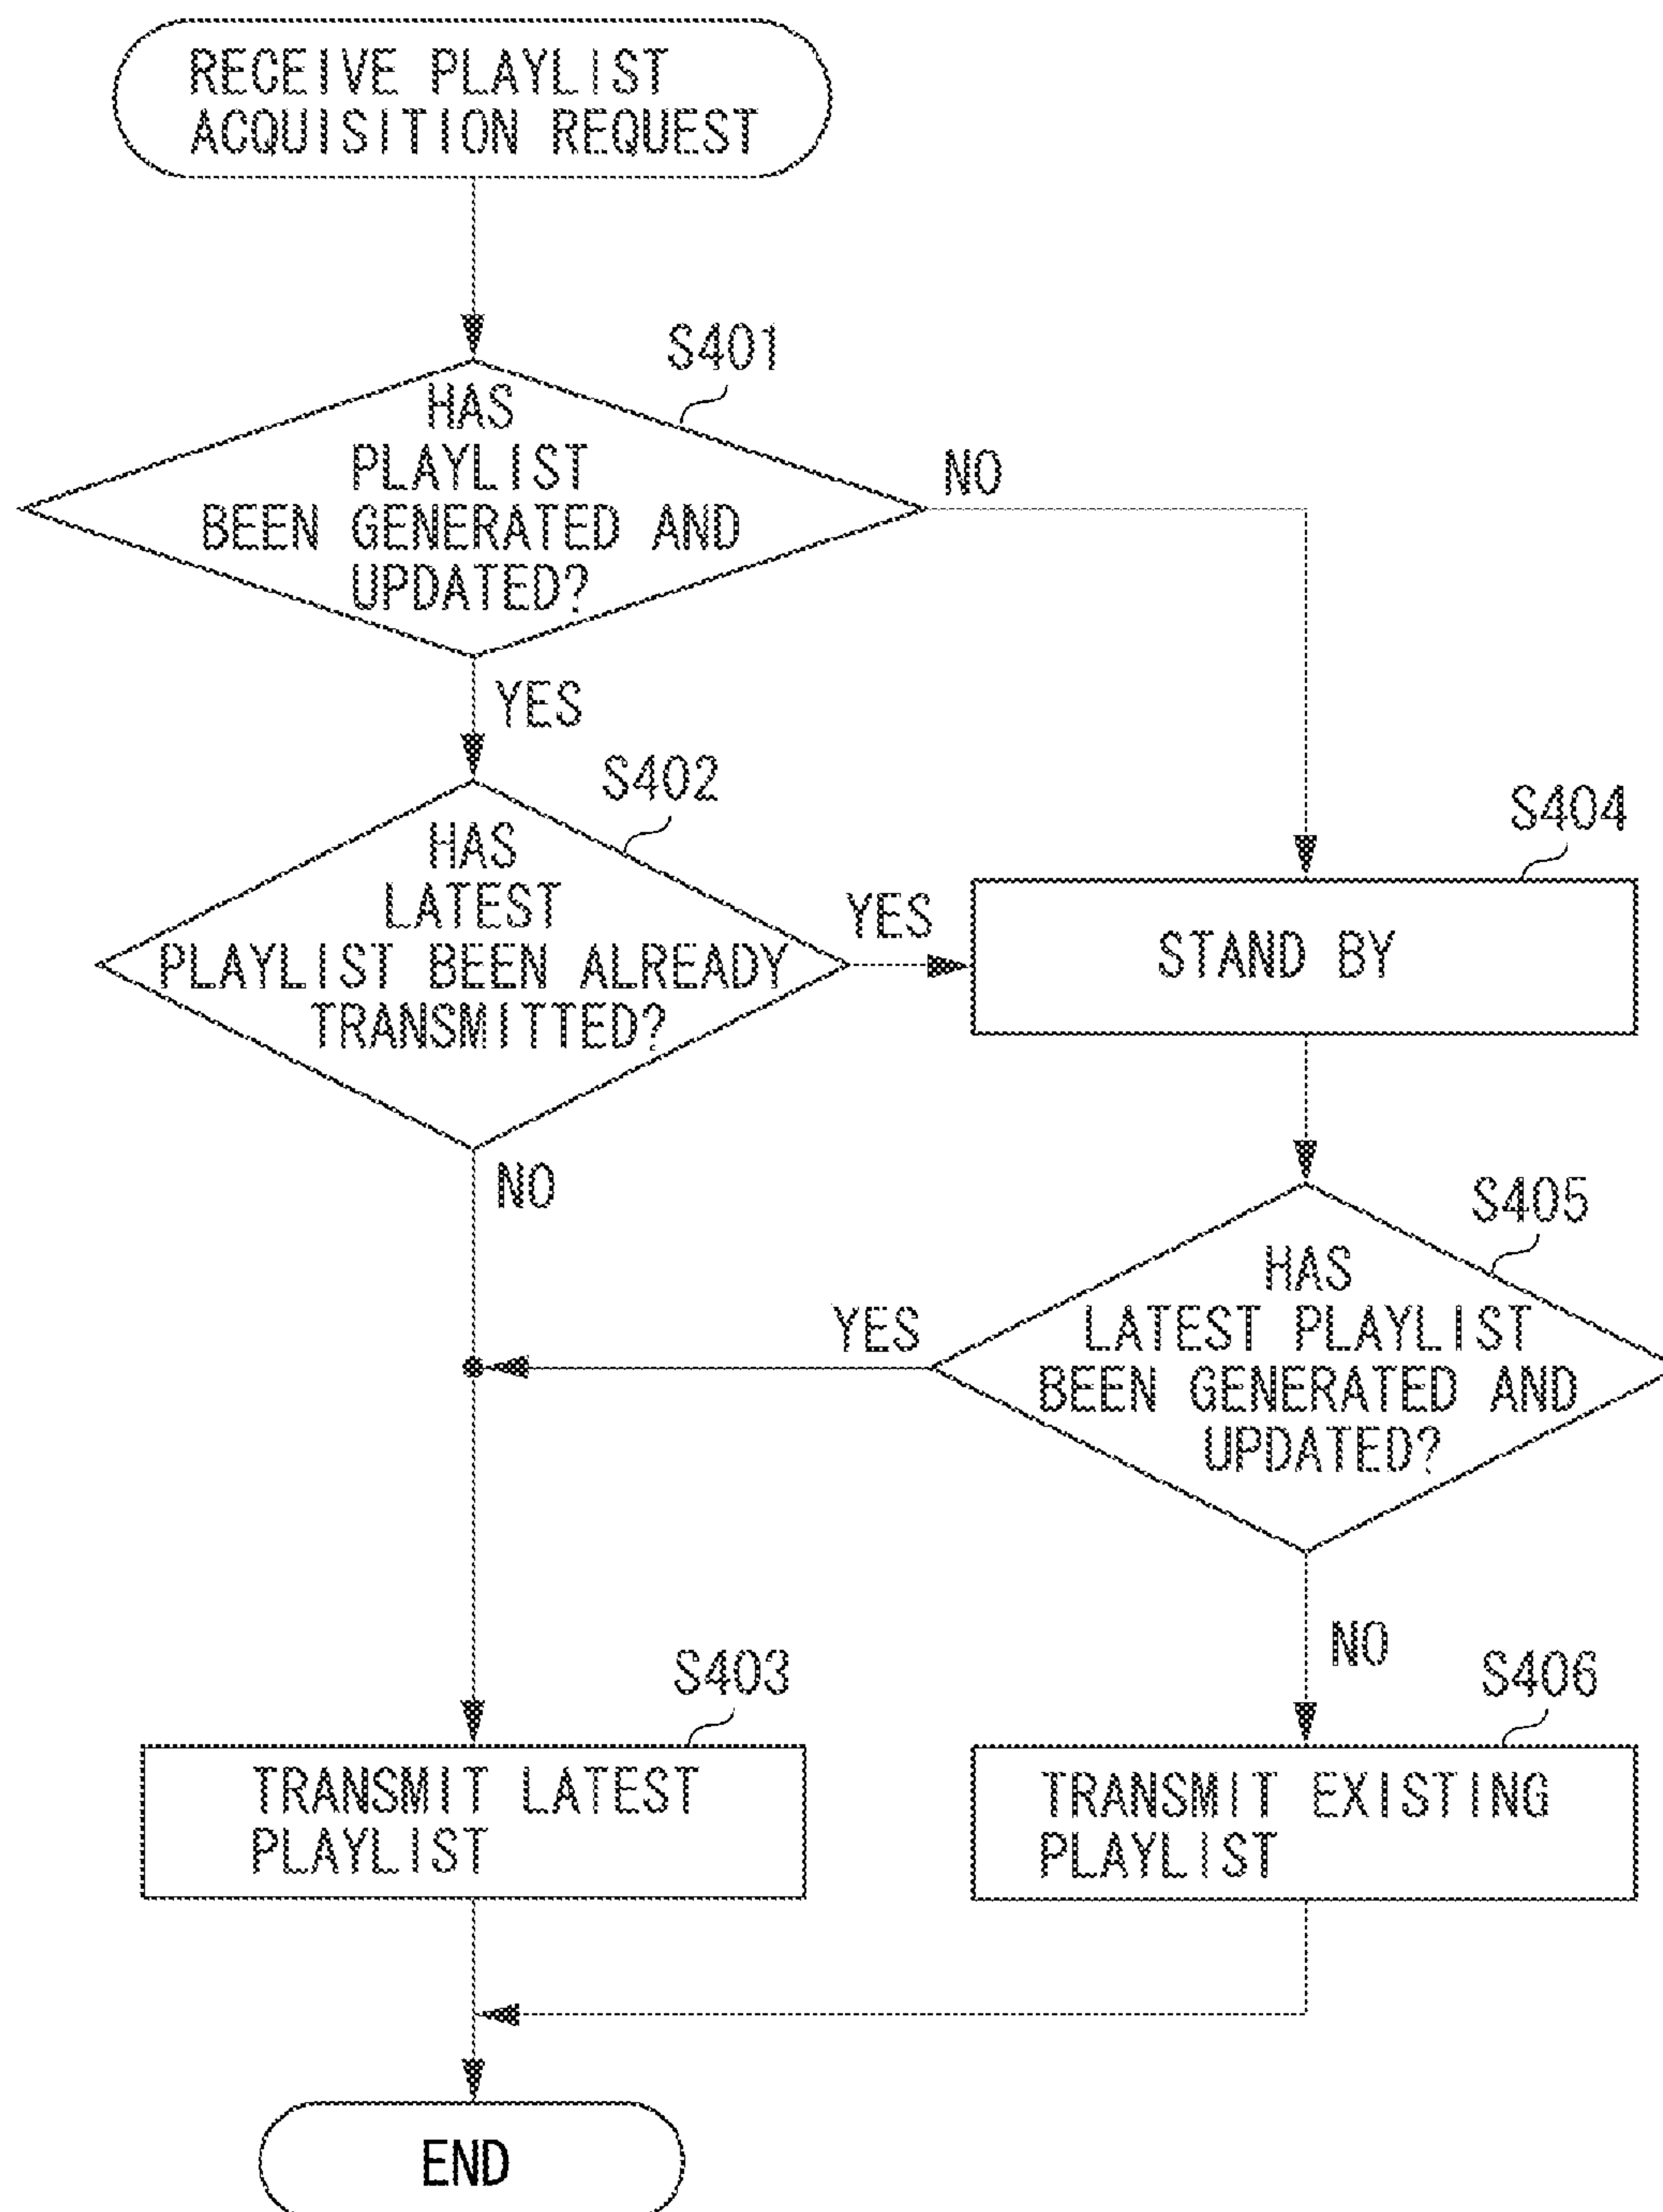 RECEIVE PLAYLIST
ACQUISITION REQUEST
S401
HAS
PLAYLIST
BEEN GENERATED AND
UPDATED?
NO
YES
S402
HAS
LATEST
PLAYLIST BEEN ALREADY
TRANSMITTED?
YES
S404
STAND BY
NO
S405
HAS
LATEST PLAYLIST
BEEN GENERATED AND
UPDATED?
YES
NO
S403
TRANSMIT LATEST
PLAYLIST
S406
TRANSMIT EXISTING
PLAYLIST
END